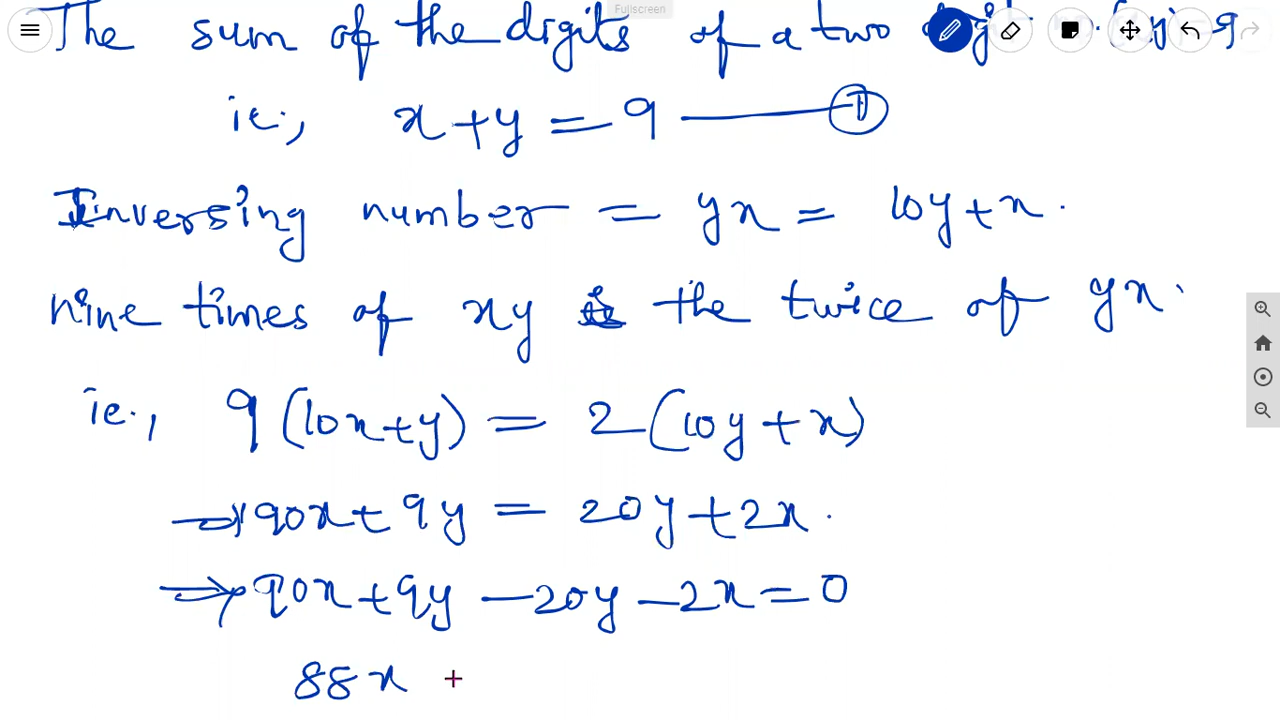 Fullscreen
The sum of the digits of a two 9
ie., x+y = 9 —— ①
Inversing number = yx = 10y+x.
nine times of xy is the twice of yx.
ie., 9(10x+y) = 2(10y+x)
→ 90x+9y = 20y+2x.
⇒ 90x+9y-20y-2x=0
88x